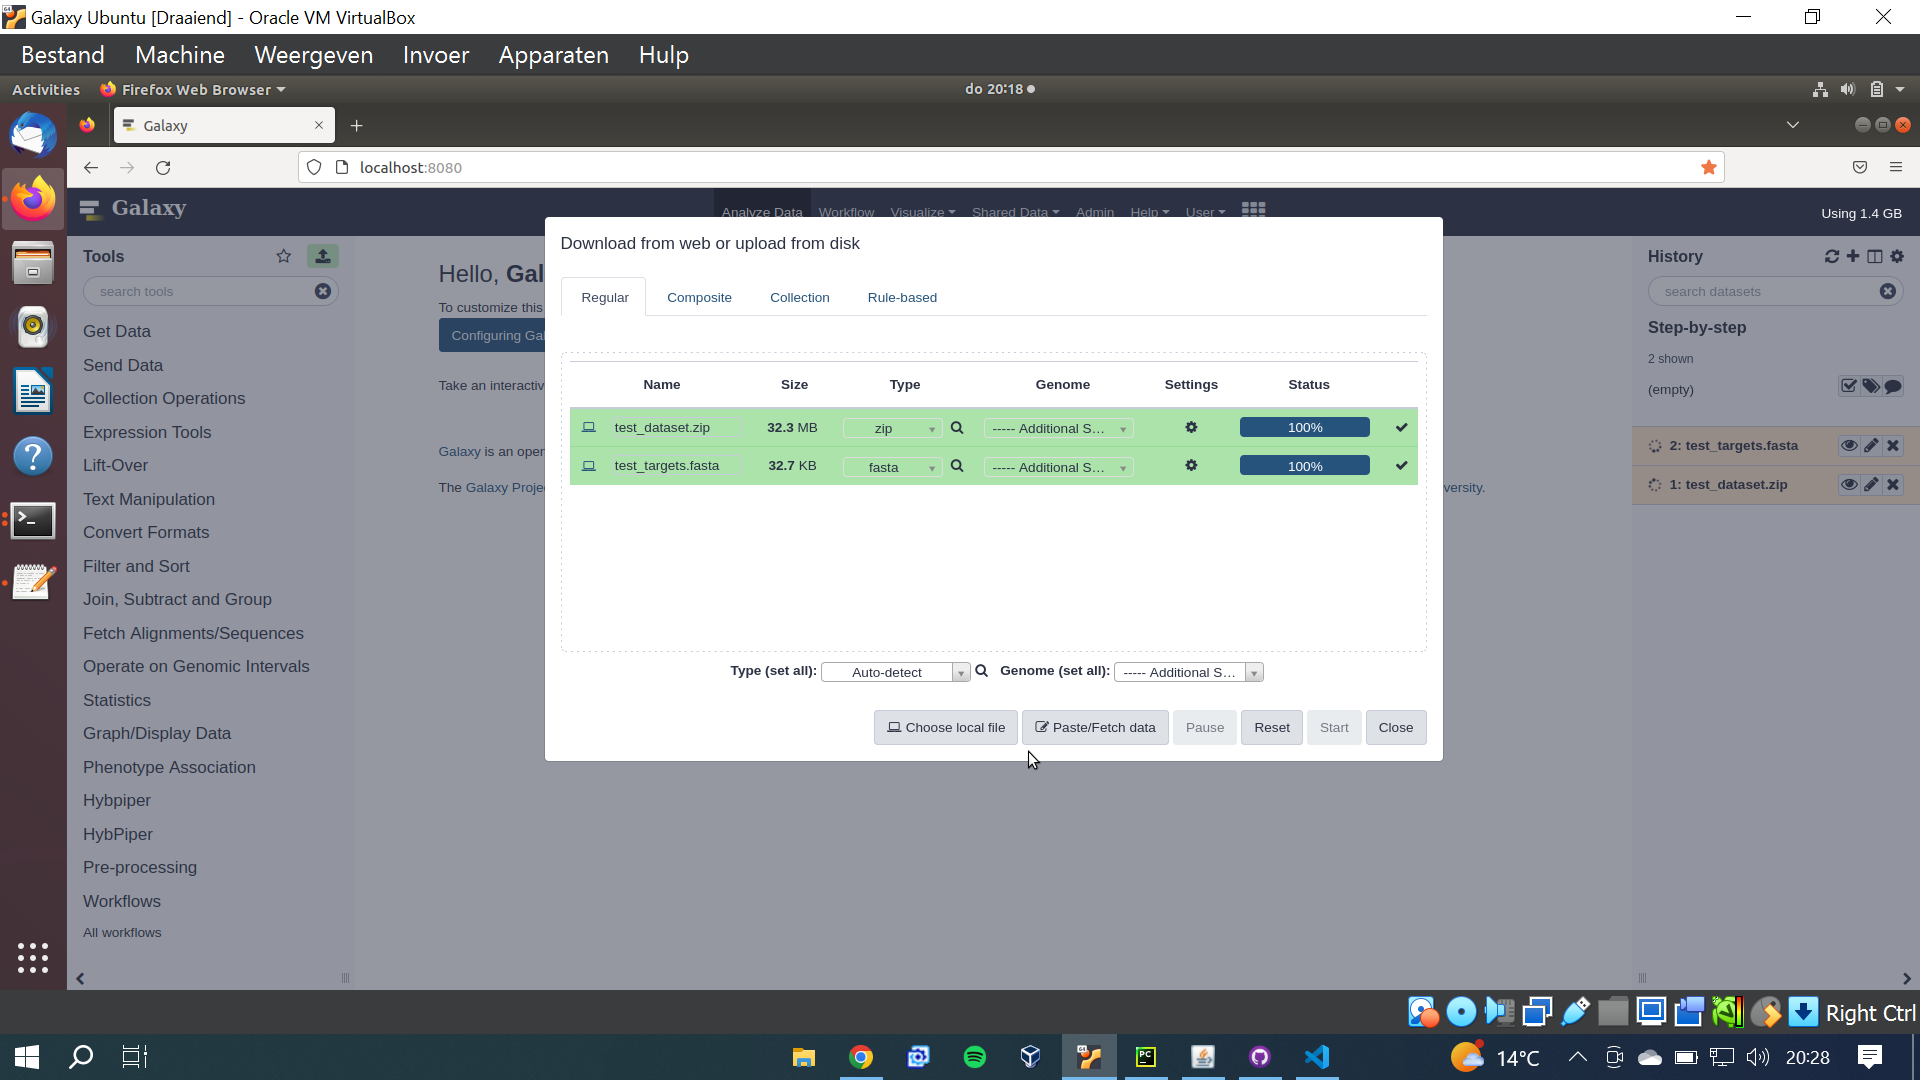 Galaxy Ubuntu [Draaiend] - Oracle VM VirtualBox
Bestand Machine Weergeven Invoer Apparaten Hulp
Activities Firefox Web Browser do 20:18
Galaxy
localhost:8080
Galaxy Analyze Data Workflow Visualize Shared Data Admin Help User Using 1.4 GB
Tools
search tools
Get Data
Send Data
Collection Operations
Expression Tools
Lift-Over
Text Manipulation
Convert Formats
Filter and Sort
Join, Subtract and Group
Fetch Alignments/Sequences
Operate on Genomic Intervals
Statistics
Graph/Display Data
Phenotype Association
Hybpiper
HybPiper
Pre-processing
Workflows
All workflows
Hello, Gal
To customize this
Configuring Gal
Take an interactiv
Galaxy is an oper
The Galaxy Proje
versity.
Download from web or upload from disk
Regular Composite Collection Rule-based
Name Size Type Genome Settings Status
test_dataset.zip 32.3 MB zip ----- Additional S... 100%
test_targets.fasta 32.7 KB fasta ----- Additional S... 100%
Type (set all): Auto-detect Genome (set all): ----- Additional S...
Choose local file Paste/Fetch data Pause Reset Start Close
History
search datasets
Step-by-step
2 shown
(empty)
2: test_targets.fasta
1: test_dataset.zip
Right Ctrl
14°C 20:28